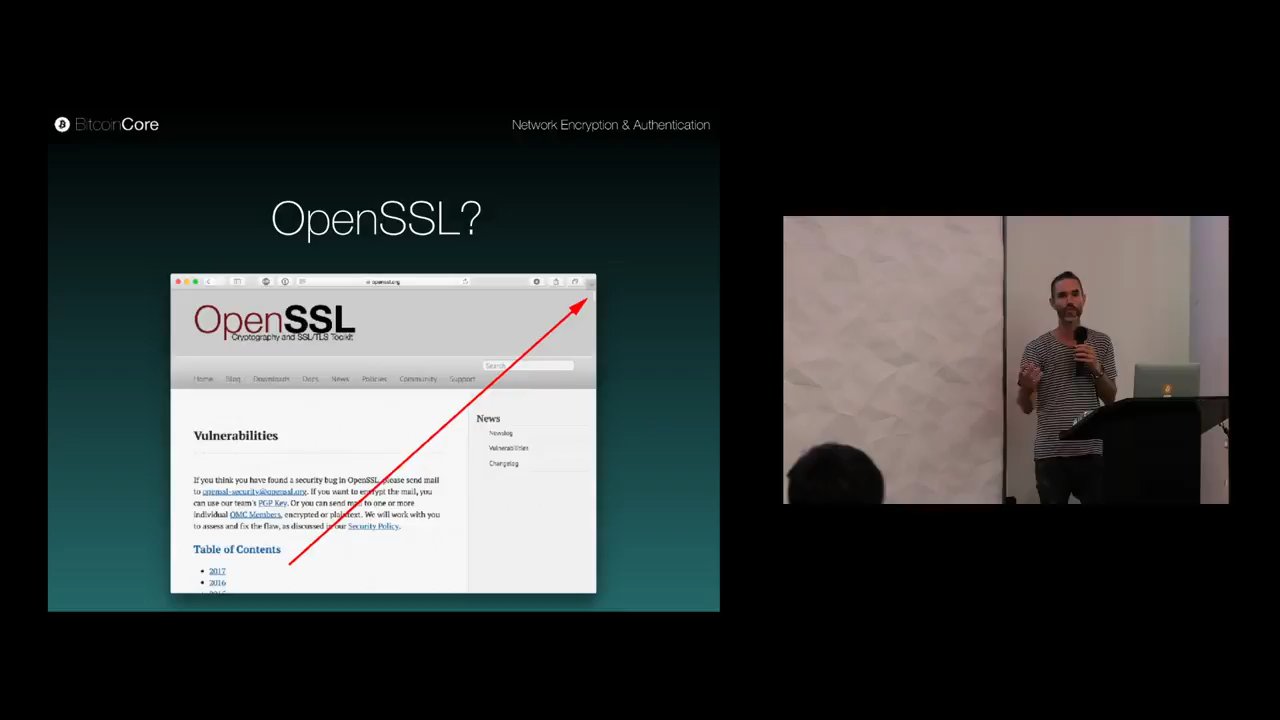 BitcoinCore
Network Encryption & Authentication
OpenSSL?
openssl.org
OpenSSL
Cryptography and SSL/TLS Toolkit
Search
Home Blog Downloads Docs News Policies Community Support
Vulnerabilities
If you think you have found a security bug in OpenSSL, please send mail
to openssl-security@openssl.org. If you want to encrypt the mail, you
can use our team's PGP Key. Or you can send mail to one or more
individual OMC Members, encrypted or plaintext. We will work with you
to assess and fix the flaw, as discussed in our Security Policy.
Table of Contents
2017
2016
2015
News
Newslog
Vulnerabilities
Changelog